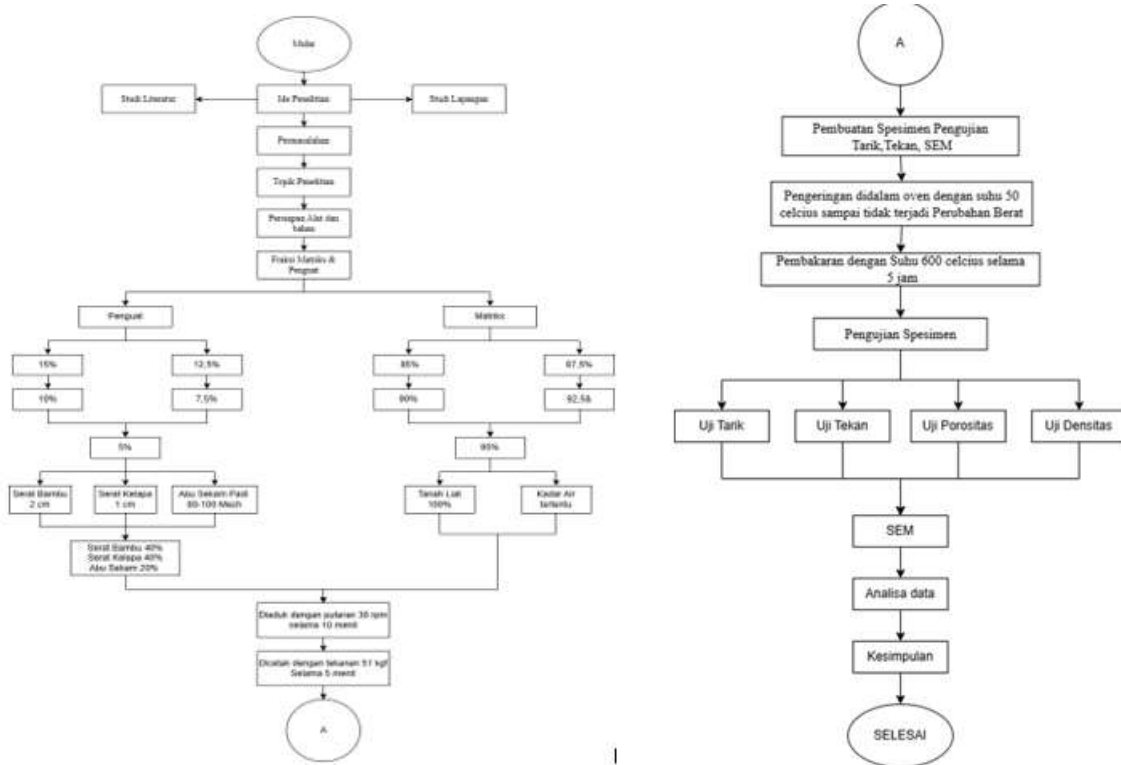 Mulai
Studi Literatur
Ide Penelitian
Studi Lapangan
Permasalahan
Topik Penelitian
Persiapan Alat dan
bahan
Fraksi Matriks &
Penguat
Penguat
Matriks
15%
12,5%
85%
87,5%
10%
7,5%
90%
92,5&
5%
95%
Serat Bambu
2 cm
Serat Kelapa
1 cm
Abu Sekam Padi
80-100 Mesh
Tanah Liat
100%
Kadar Air
tertentu
Serat Bambu 40%
Serat Kelapa 40%
Abu Sekam 20%
Diaduk dengan putaran 30 rpm
selama 10 menit
Dicetak dengan tekanan 51 kgf
Selama 5 menit
A
A
Pembuatan Spesimen Pengujian
Tarik,Tekan, SEM
Pengeringan didalam oven dengan suhu 50
celcius sampai tidak terjadi Perubahan Berat
Pembakaran dengan Suhu 600 celcius selama
5 jam
Pengujian Spesimen
Uji Tarik
Uji Tekan
Uji Porositas
Uji Densitas
SEM
Analisa data
Kesimpulan
SELESAI